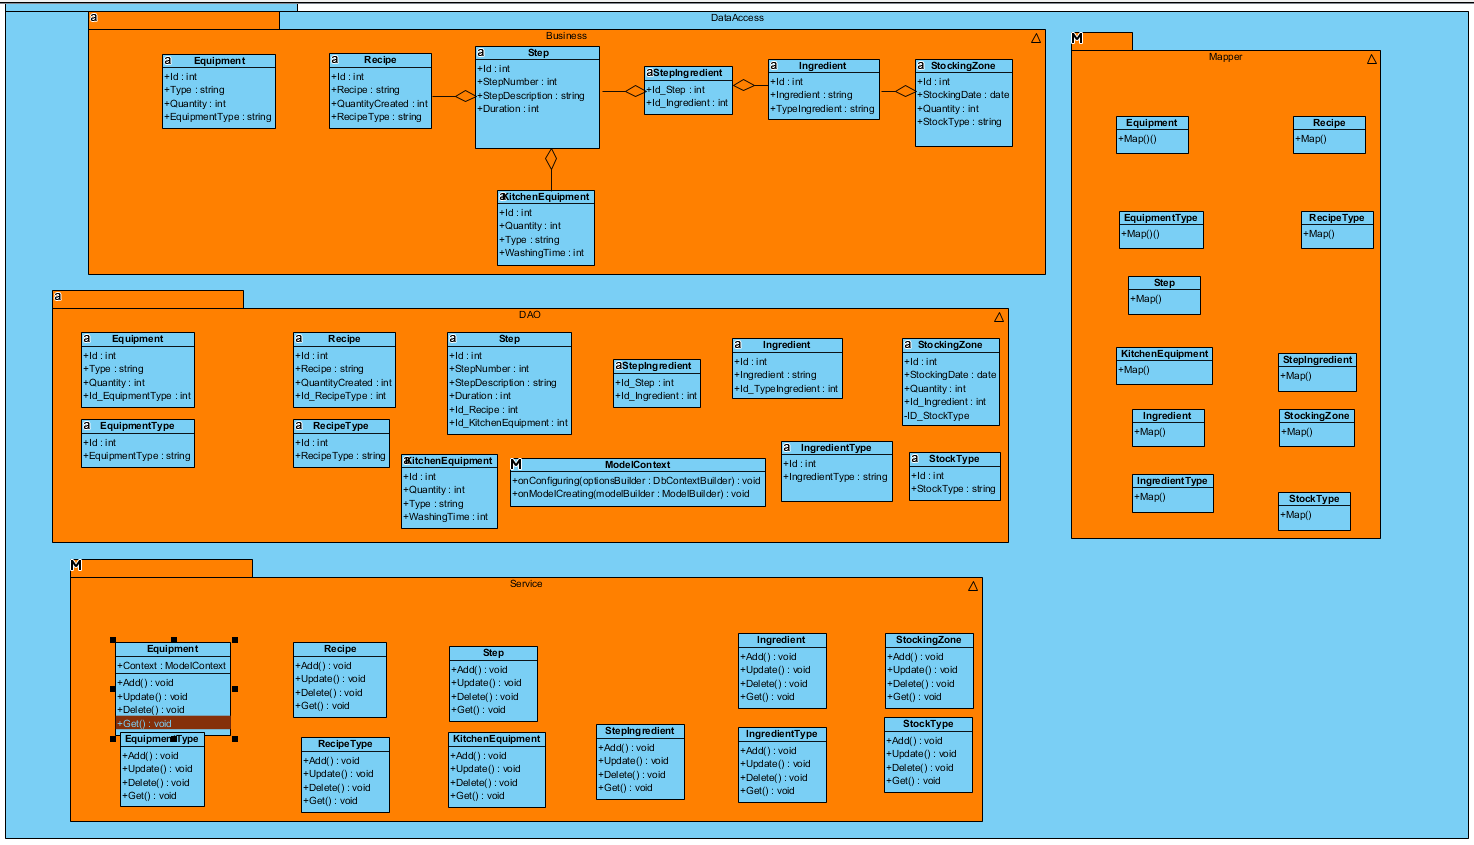 DataAccess
a
Business
a Equipment
+Id : int
+Type : string
+Quantity : int
+EquipmentType : string
a Recipe
+Id : int
+Recipe : string
+QuantityCreated : int
+RecipeType : string
a Step
+Id : int
+StepNumber : int
+StepDescription : string
+Duration : int
a StepIngredient
+Id_Step : int
+Id_Ingredient : int
a Ingredient
+Id : int
+Ingredient : string
+TypeIngredient : string
a StockingZone
+Id : int
+StockingDate : date
+Quantity : int
+StockType : string
a KitchenEquipment
+Id : int
+Quantity : int
+Type : string
+WashingTime : int
M
Mapper
Equipment
+Map()()
Recipe
+Map()
EquipmentType
+Map()()
RecipeType
+Map()
Step
+Map()
KitchenEquipment
+Map()
StepIngredient
+Map()
Ingredient
+Map()
StockingZone
+Map()
IngredientType
+Map()
StockType
+Map()
a
DAO
a Equipment
+Id : int
+Type : string
+Quantity : int
+Id_EquipmentType : int
a Recipe
+Id : int
+Recipe : string
+QuantityCreated : int
+Id_RecipeType : int
a Step
+Id : int
+StepNumber : int
+StepDescription : string
+Duration : int
+Id_Recipe : int
+Id_KitchenEquipment : int
a StepIngredient
+Id_Step : int
+Id_Ingredient : int
a Ingredient
+Id : int
+Ingredient : string
+Id_TypeIngredient : int
a StockingZone
+Id : int
+StockingDate : date
+Quantity : int
+Id_Ingredient : int
-ID_StockType
a EquipmentType
+Id : int
+EquipmentType : string
a RecipeType
+Id : int
+RecipeType : string
a KitchenEquipment
+Id : int
+Quantity : int
+Type : string
+WashingTime : int
M ModelContext
+onConfiguring(optionsBuilder : DbContextBuilder) : void
+onModelCreating(modelBuilder : ModelBuilder) : void
a IngredientType
+Id : int
+IngredientType : string
a StockType
+Id : int
+StockType : string
M
Service
Equipment
+Context : ModelContext
+Add() : void
+Update() : void
+Delete() : void
+Get() : void
Recipe
+Add() : void
+Update() : void
+Delete() : void
+Get() : void
Step
+Add() : void
+Update() : void
+Delete() : void
+Get() : void
Ingredient
+Add() : void
+Update() : void
+Delete() : void
+Get() : void
StockingZone
+Add() : void
+Update() : void
+Delete() : void
+Get() : void
EquipmentType
+Add() : void
+Update() : void
+Delete() : void
+Get() : void
RecipeType
+Add() : void
+Update() : void
+Delete() : void
+Get() : void
KitchenEquipment
+Add() : void
+Update() : void
+Delete() : void
+Get() : void
StepIngredient
+Add() : void
+Update() : void
+Delete() : void
+Get() : void
IngredientType
+Add() : void
+Update() : void
+Delete() : void
+Get() : void
StockType
+Add() : void
+Update() : void
+Delete() : void
+Get() : void